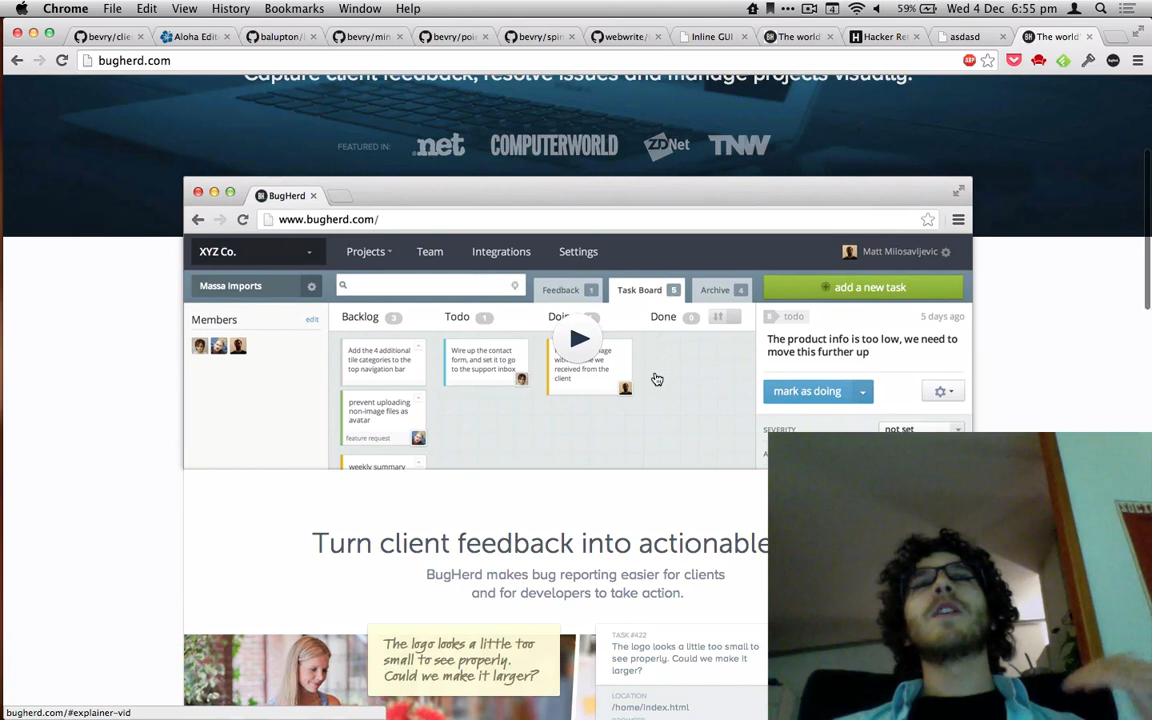 Chrome File Edit View History Bookmarks Window Help 59% Wed 4 Dec 6:55 pm
bevry/clie Aloha Edit balupton/ bevry/min bevry/poi bevry/spin webwrite/ Inline GUI The world Hacker Re asdasd The world'
bugherd.com
Capture client feedback, resolve issues and manage projects visually.
FEATURED IN: .net COMPUTERWORLD ZDNet TNW
BugHerd
www.bugherd.com/
XYZ Co. Projects Team Integrations Settings Matt Milosavljevic
Massa Imports Feedback 1 Task Board 5 Archive 4 add a new task
Members edit Backlog 3 Todo 1 Done 0 todo 5 days ago
Add the 4 additional
tile categories to the
top navigation bar
Wire up the contact
form, and set it to go
to the support inbox
received from the
client
The product info is too low, we need to
move this further up
mark as doing
prevent uploading
non-image files as
avatar
feature request
SEVERITY not set
weekly summary
Turn client feedback into actionable
BugHerd makes bug reporting easier for clients
and for developers to take action.
The logo looks a little too
small to see properly.
Could we make it larger?
TASK #422
The logo looks a little too small to
see properly. Could we make it
larger?
LOCATION
/home/index.html
bugherd.com/#explainer-vid